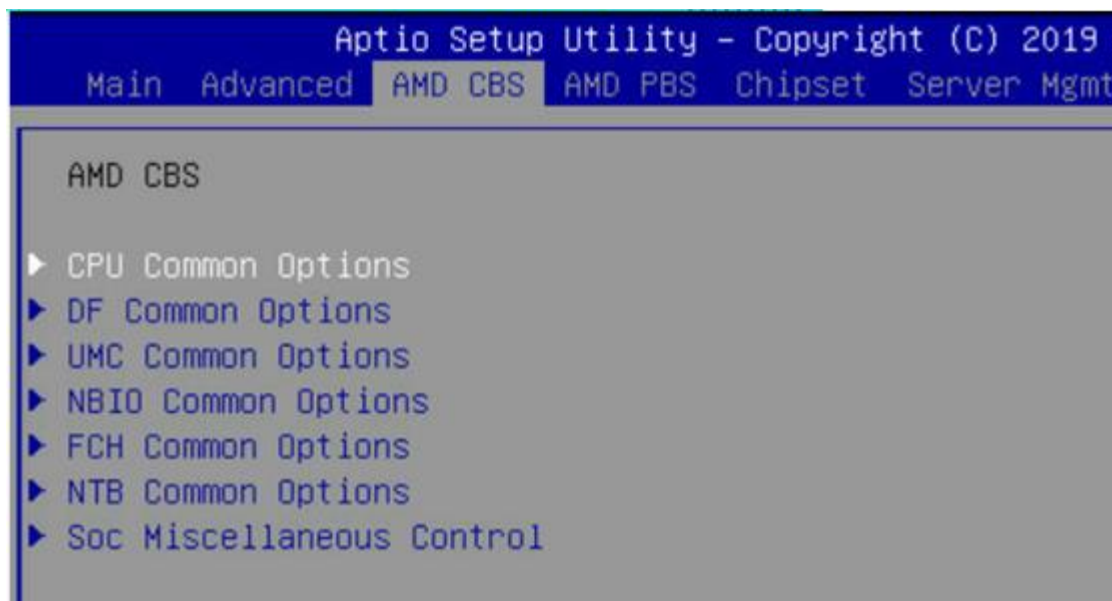 Aptio Setup Utility – Copyright (C) 2019
Main Advanced AMD CBS AMD PBS Chipset Server Mgmt
AMD CBS
▶ CPU Common Options
▶ DF Common Options
▶ UMC Common Options
▶ NBIO Common Options
▶ FCH Common Options
▶ NTB Common Options
▶ Soc Miscellaneous Control